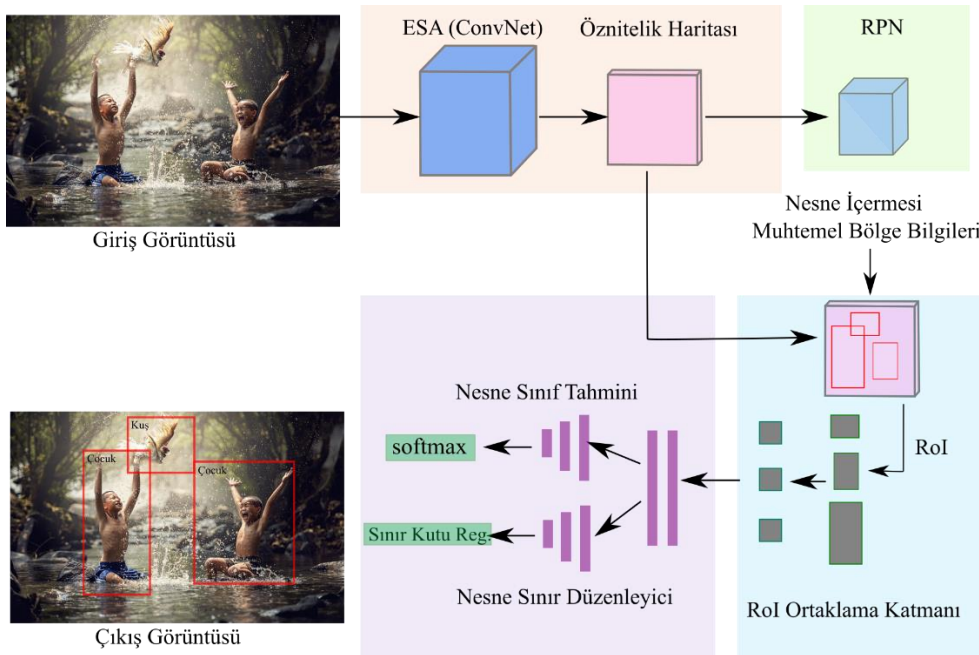 ESA (ConvNet)
Öznitelik Haritası
RPN
Giriş Görüntüsü
Nesne İçermesi
Muhtemel Bölge Bilgileri
Nesne Sınıf Tahmini
softmax
RoI
Kuş
Çocuk
Çocuk
Sınır Kutu Reg.
Nesne Sınır Düzenleyici
RoI Ortaklama Katmanı
Çıkış Görüntüsü